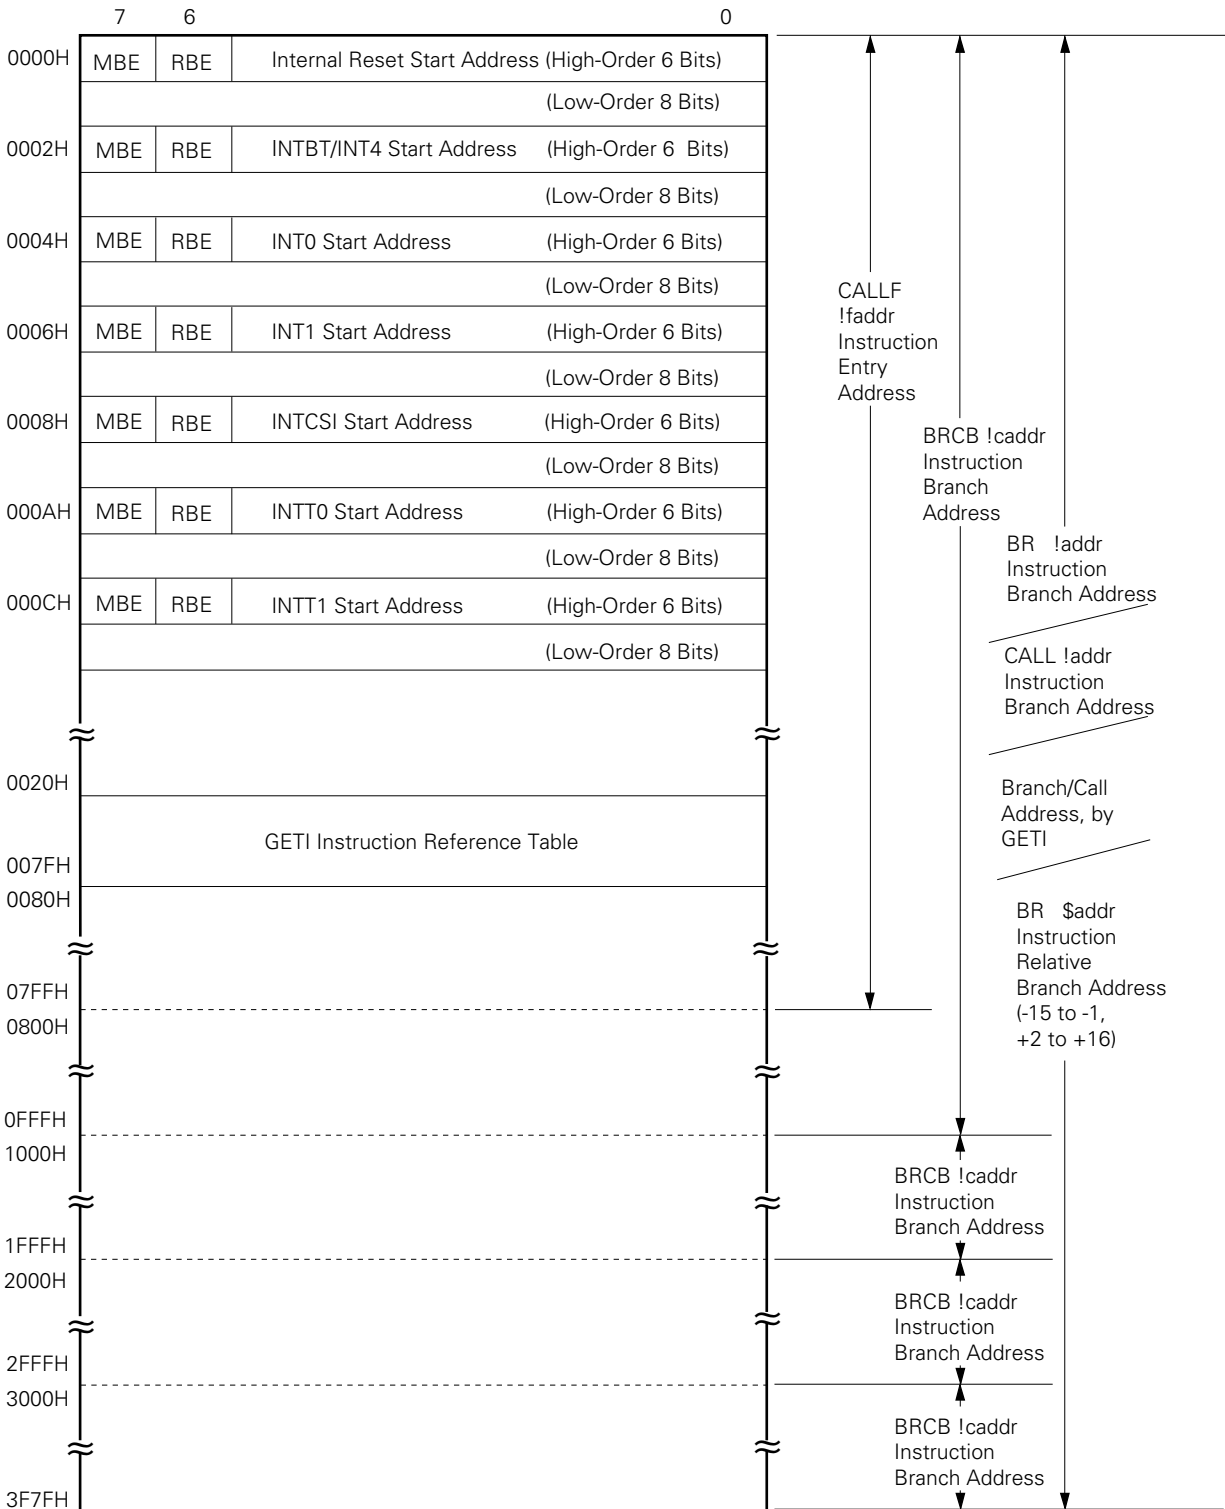 7 6 0
0000H MBE RBE Internal Reset Start Address (High-Order 6 Bits)
(Low-Order 8 Bits)
0002H MBE RBE INTBT/INT4 Start Address (High-Order 6 Bits)
(Low-Order 8 Bits)
0004H MBE RBE INT0 Start Address (High-Order 6 Bits)
(Low-Order 8 Bits)
0006H MBE RBE INT1 Start Address (High-Order 6 Bits)
(Low-Order 8 Bits)
0008H MBE RBE INTCSI Start Address (High-Order 6 Bits)
(Low-Order 8 Bits)
000AH MBE RBE INTT0 Start Address (High-Order 6 Bits)
(Low-Order 8 Bits)
000CH MBE RBE INTT1 Start Address (High-Order 6 Bits)
(Low-Order 8 Bits)
0020H
GETI Instruction Reference Table
007FH
0080H
07FFH
0800H
0FFFH
1000H
1FFFH
2000H
2FFFH
3000H
3F7FH
CALLF
!faddr
Instruction
Entry
Address
BRCB !caddr
Instruction
Branch
Address
BR !addr
Instruction
Branch Address
CALL !addr
Instruction
Branch Address
Branch/Call
Address, by
GETI
BR $addr
Instruction
Relative
Branch Address
(-15 to -1,
+2 to +16)
BRCB !caddr
Instruction
Branch Address
BRCB !caddr
Instruction
Branch Address
BRCB !caddr
Instruction
Branch Address